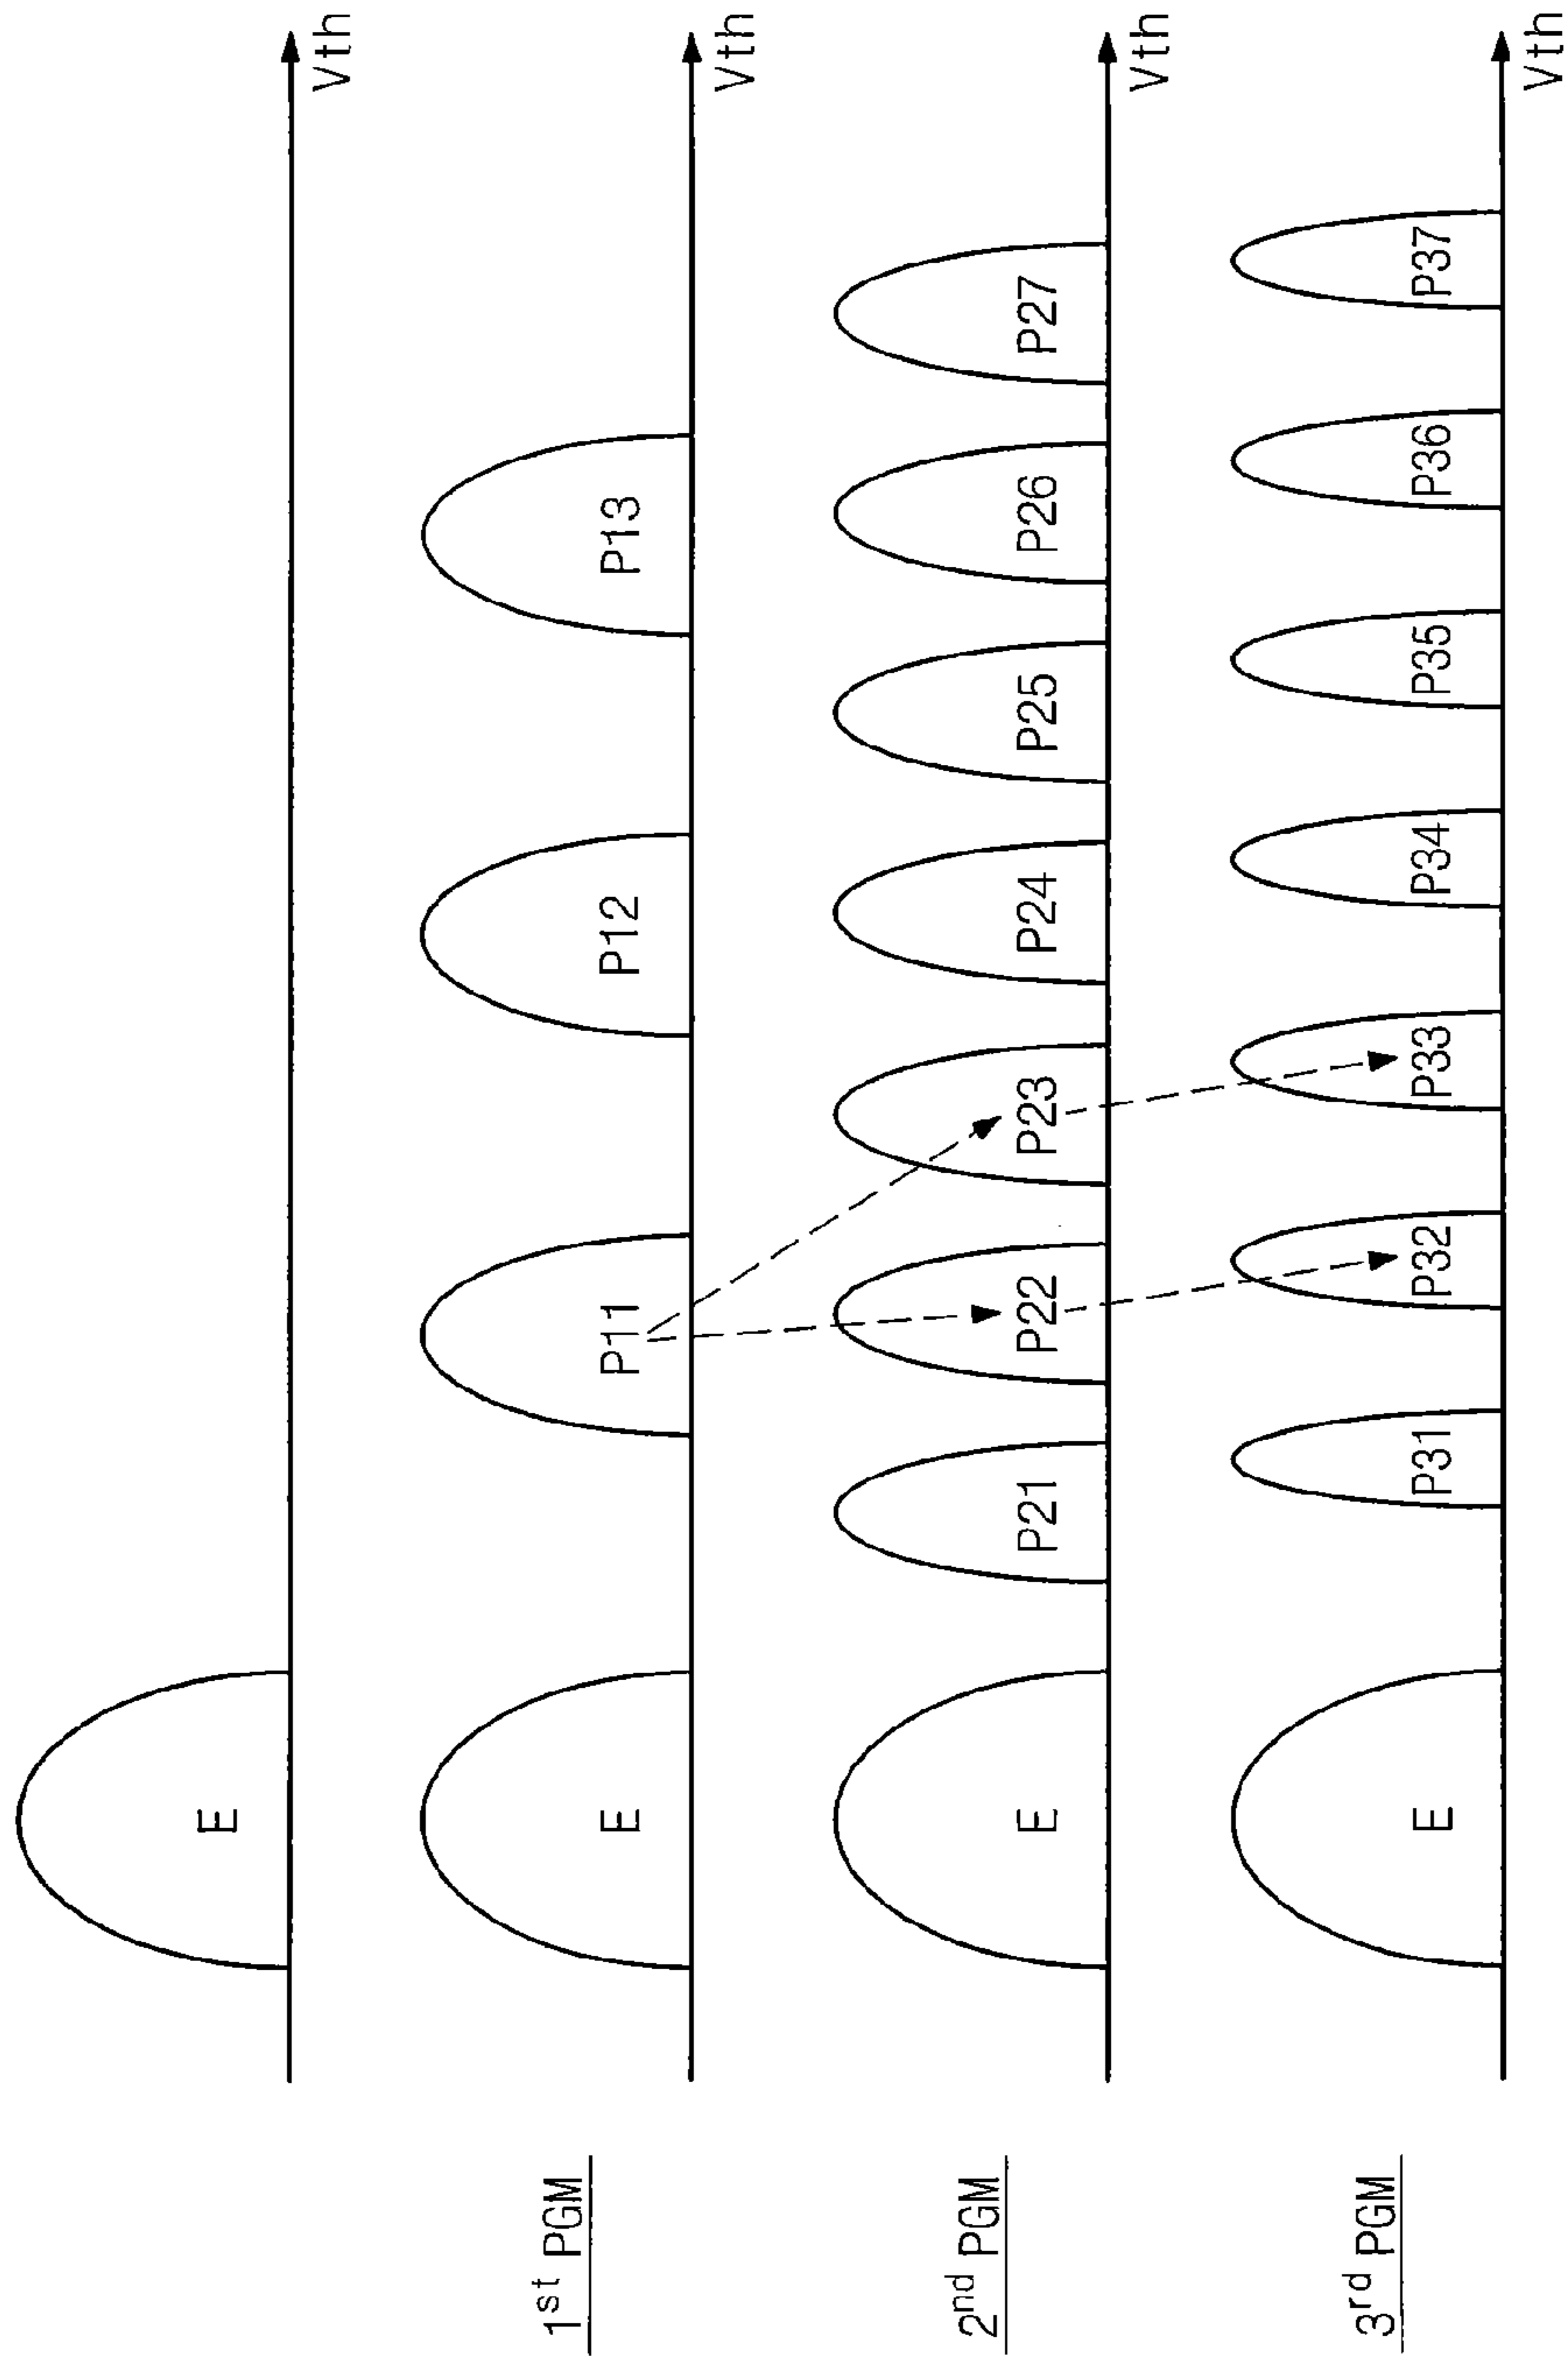 E
Vth
1st PGM
E P11 P12 P13
Vth
2nd PGM
E P21 P22 P23 P24 P25 P26 P27
Vth
3rd PGM
E P31 P32 P33 P34 P35 P36 P37
Vth